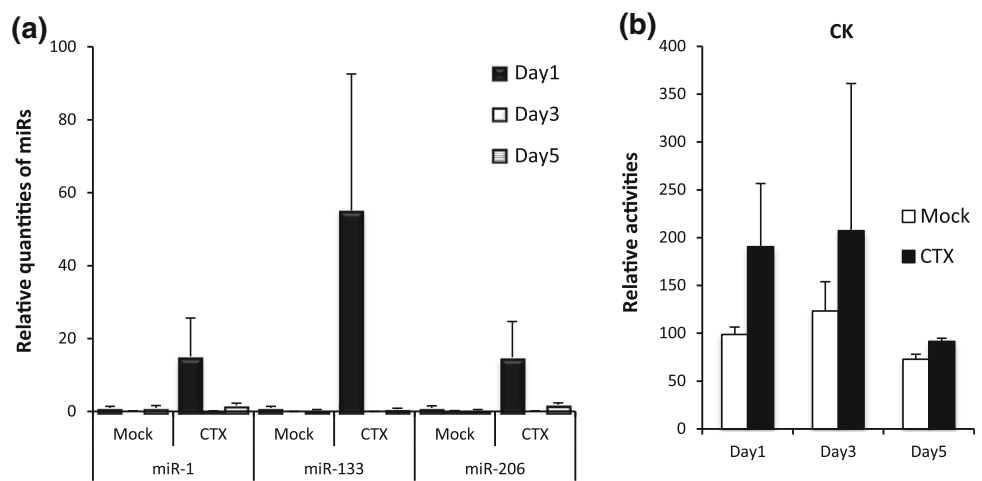 (a)
Relative quantities of miRs
100
80
60
40
20
0
Day1
Day3
Day5
Mock
CTX
Mock
CTX
Mock
CTX
miR-1
miR-133
miR-206
(b)
CK
Relative activities
400
350
300
250
200
150
100
50
0
Mock
CTX
Day1
Day3
Day5